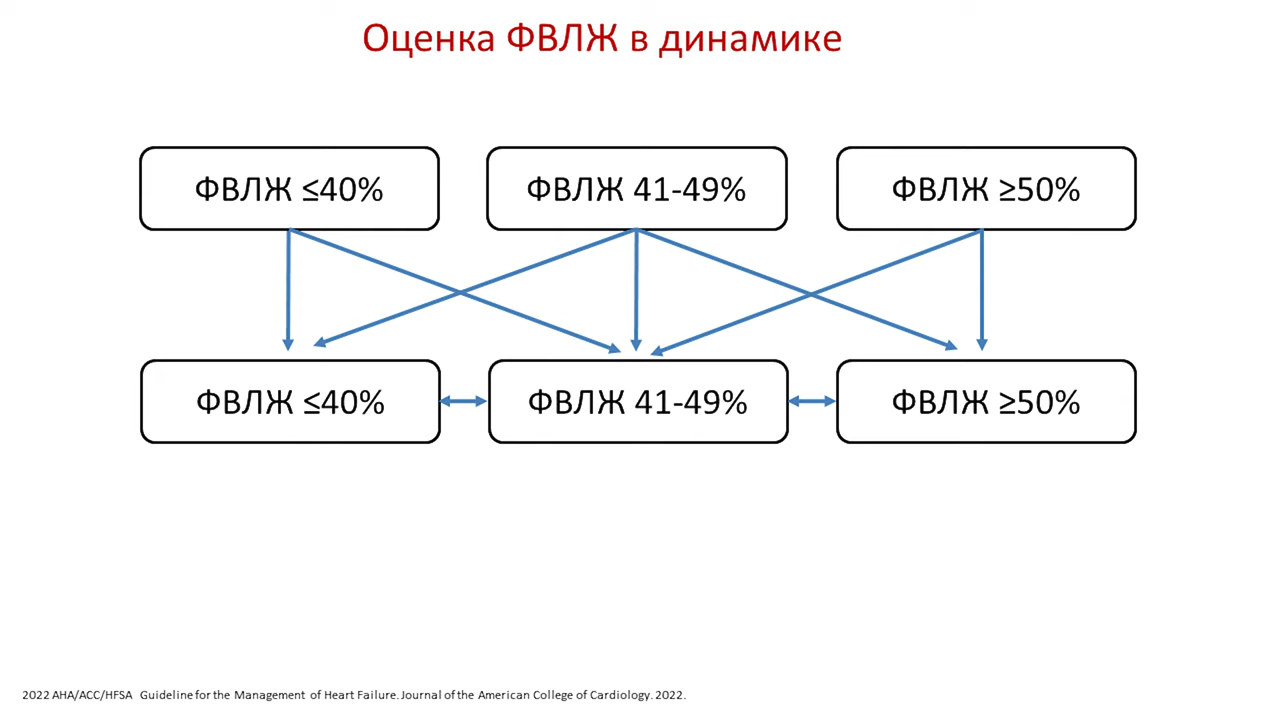 Оценка ФВЛЖ в динамике
ФВЛЖ ≤40%
ФВЛЖ 41-49%
ФВЛЖ ≥50%
ФВЛЖ ≤40%
ФВЛЖ 41-49%
ФВЛЖ ≥50%
2022 AHA/ACC/HFSA Guideline for the Management of Heart Failure. Journal of the American College of Cardiology. 2022.